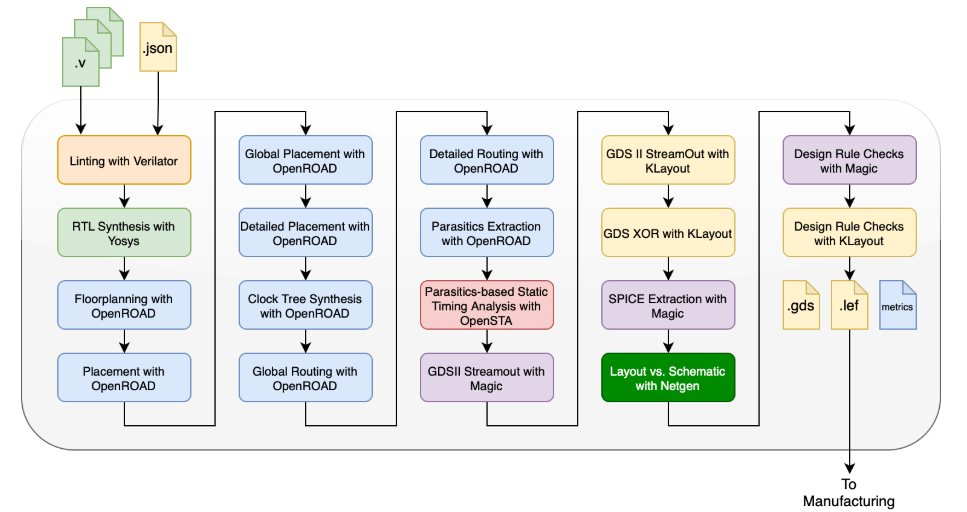 .v
.json
Linting with Verilator
RTL Synthesis with
Yosys
Floorplanning with
OpenROAD
Placement with
OpenROAD
Global Placement with
OpenROAD
Detailed Placement with
OpenROAD
Clock Tree Synthesis
with OpenROAD
Global Routing with
OpenROAD
Detailed Routing with
OpenROAD
Parasitics Extraction
with OpenROAD
Parasitics-based Static
Timing Analysis with
OpenSTA
GDSII Streamout with
Magic
GDS II StreamOut with
KLayout
GDS XOR with KLayout
SPICE Extraction with
Magic
Layout vs. Schematic
with Netgen
Design Rule Checks
with Magic
Design Rule Checks
with KLayout
.gds
.lef
metrics
To
Manufacturing